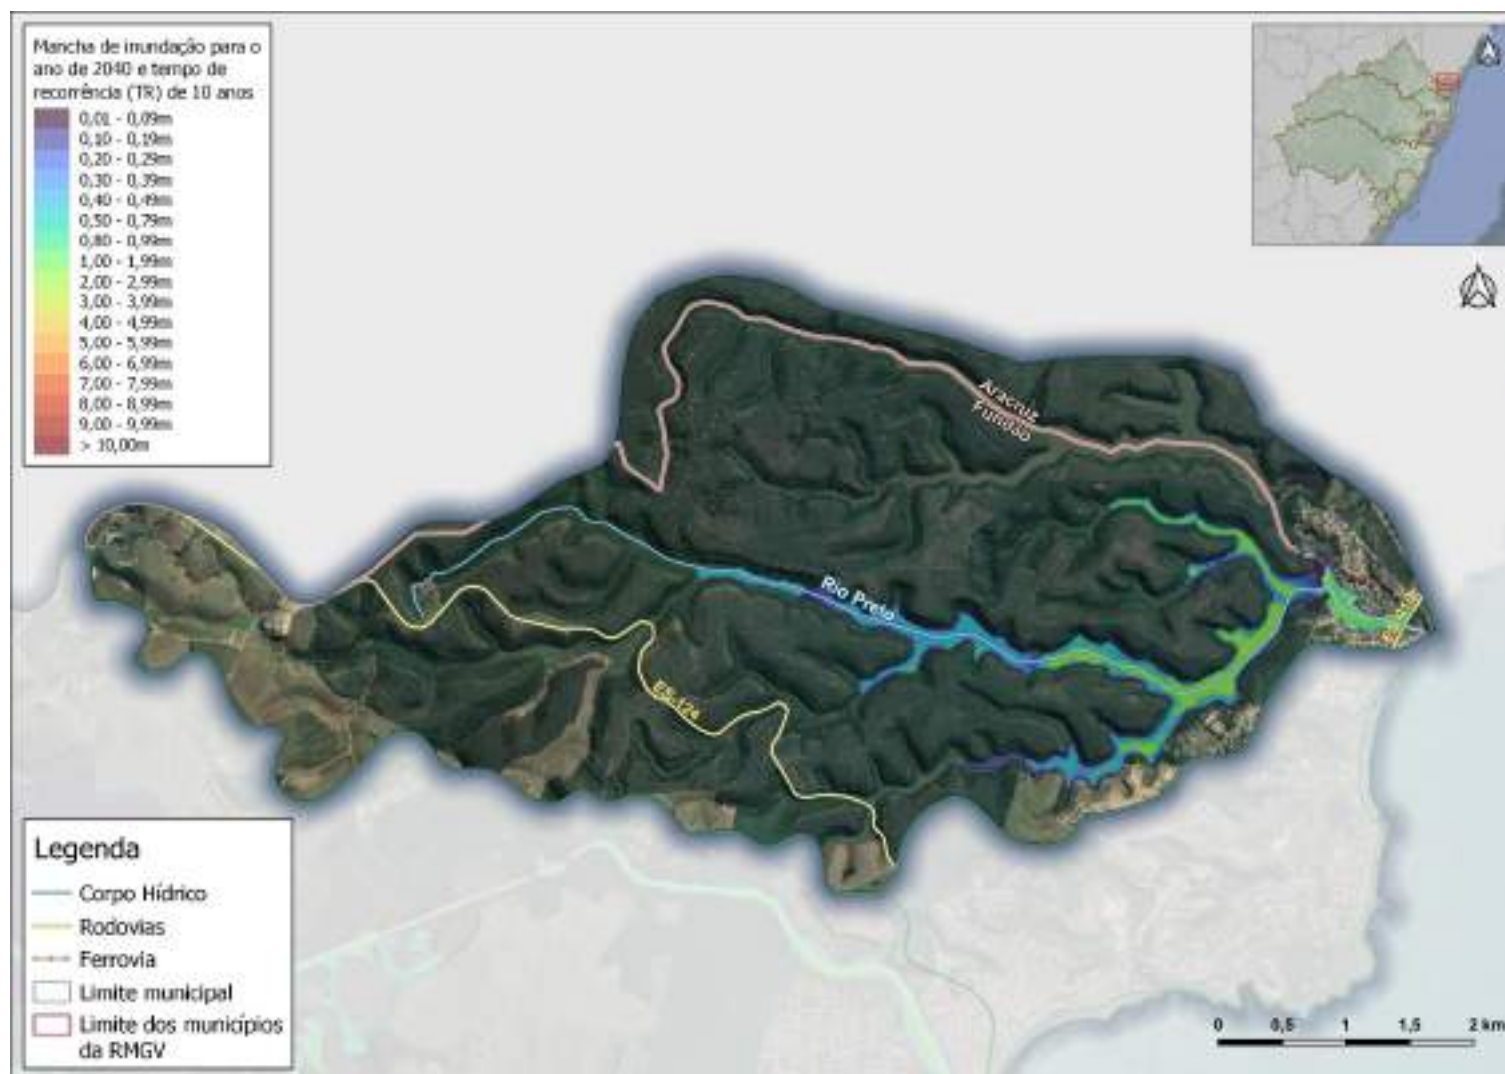 Mancha de inundação para o
ano de 2040 e tempo de
recorrência (TR) de 10 anos
0,01 - 0,09m
0,10 - 0,19m
0,20 - 0,29m
0,30 - 0,39m
0,40 - 0,49m
0,50 - 0,79m
0,80 - 0,99m
1,00 - 1,99m
2,00 - 2,99m
3,00 - 3,99m
4,00 - 4,99m
5,00 - 5,99m
6,00 - 6,99m
7,00 - 7,99m
8,00 - 8,99m
9,00 - 9,99m
> 10,00m
Aracruz
Fundão
Rio Preto
ES-124
Legenda
Corpo Hídrico
Rodovias
Ferrovia
Limite municipal
Limite dos municípios
da RMGV
0 0,5 1 1,5 2 km